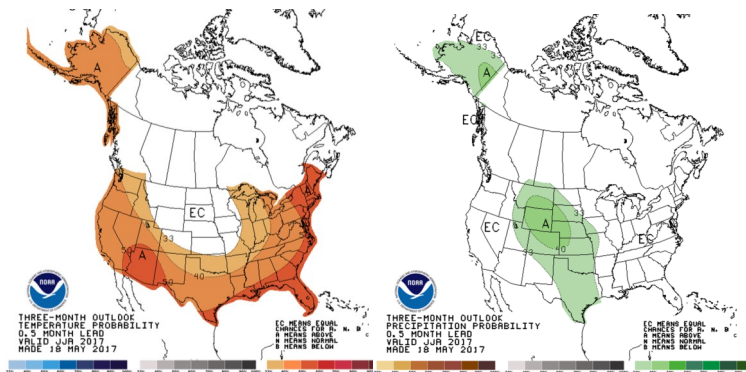 A
A
EC
33
50
A
50
40
NOAA
THREE-MONTH OUTLOOK
TEMPERATURE PROBABILITY
0.5 MONTH LEAD
VALID JJA 2017
MADE 18 MAY 2017
EC MEANS EQUAL
CHANCES FOR A, N, B
A MEANS ABOVE
N MEANS NORMAL
B MEANS BELOW
EC
33
A
EC
EC
A
EC
40
33
NOAA
THREE-MONTH OUTLOOK
PRECIPITATION PROBABILITY
0.5 MONTH LEAD
VALID JJA 2017
MADE 18 MAY 2017
EC MEANS EQUAL
CHANCES FOR A, N, B
A MEANS ABOVE
N MEANS NORMAL
B MEANS BELOW